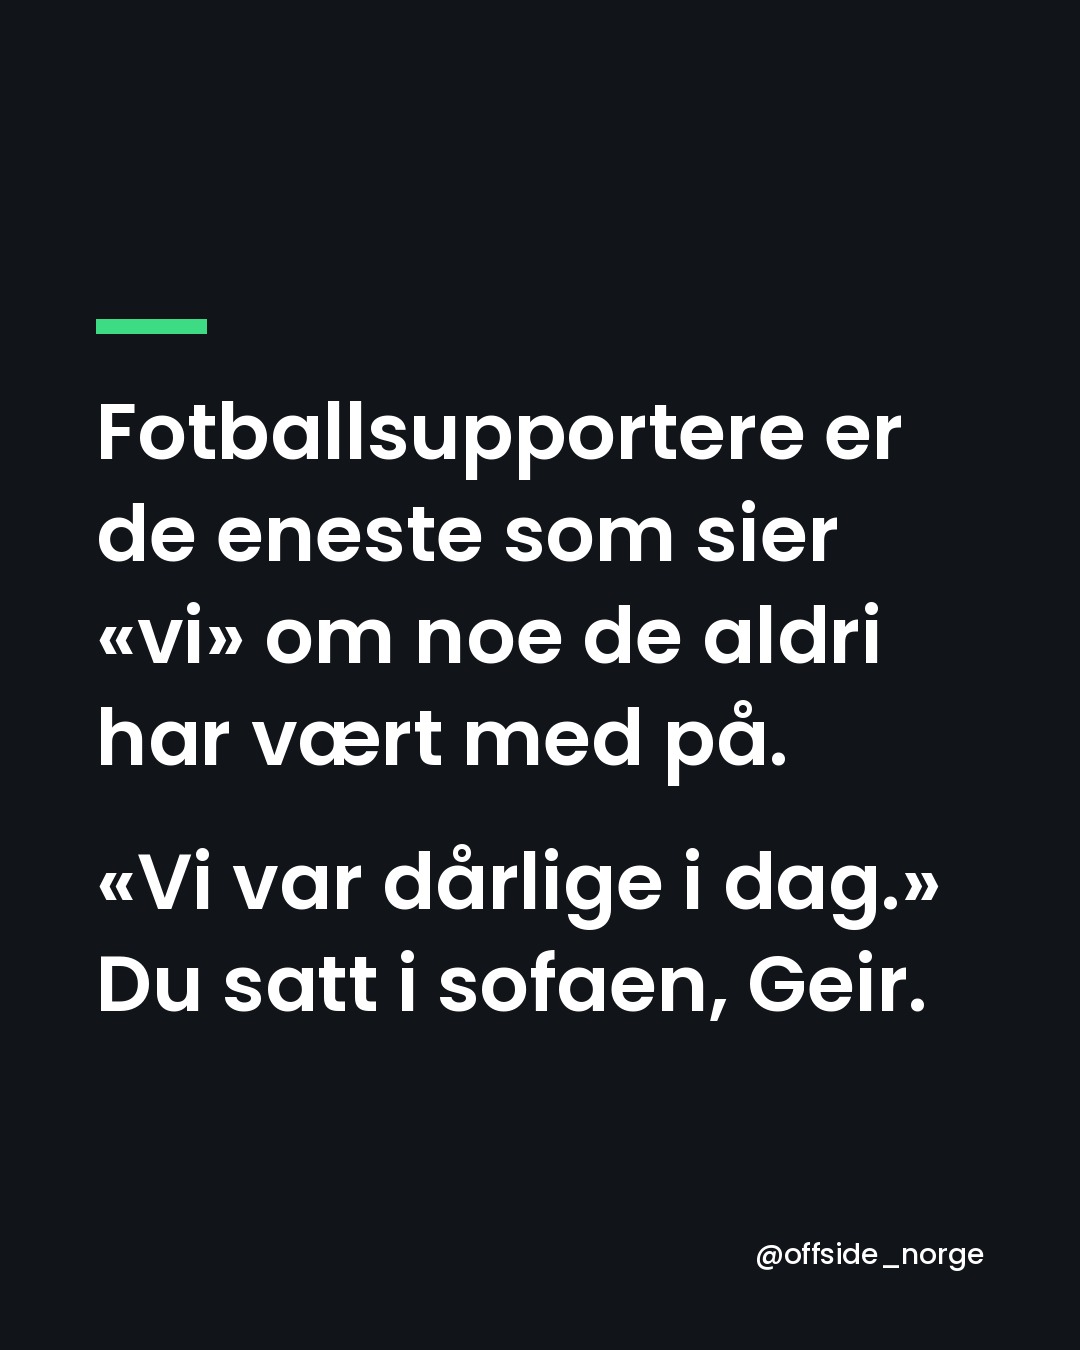 Fotballsupportere er
de eneste som sier
«vi» om noe de aldri
har vært med på.
«Vi var dårlige i dag.»
Du satt i sofaen, Geir.
@offside_norge